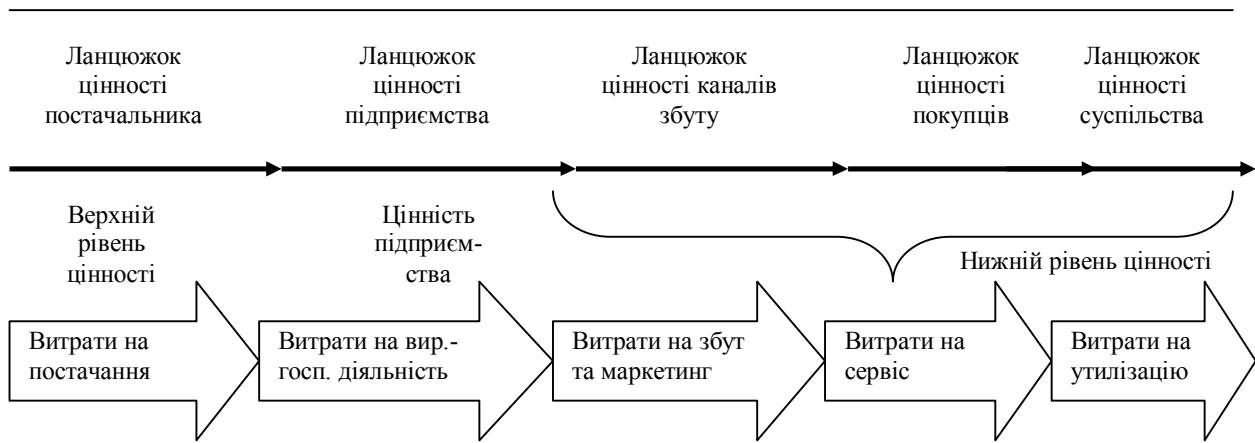 Ланцюжок
цінності
постачальника
Ланцюжок
цінності
підприємства
Ланцюжок
цінності каналів
збуту
Ланцюжок
цінності
покупців
Ланцюжок
цінності
суспільства
Верхній
рівень
цінності
Цінність
підприєм-
ства
Нижній рівень цінності
Витрати на
постачання
Витрати на вир.-
госп. діяльність
Витрати на збут
та маркетинг
Витрати на
сервіс
Витрати на
утилізацію